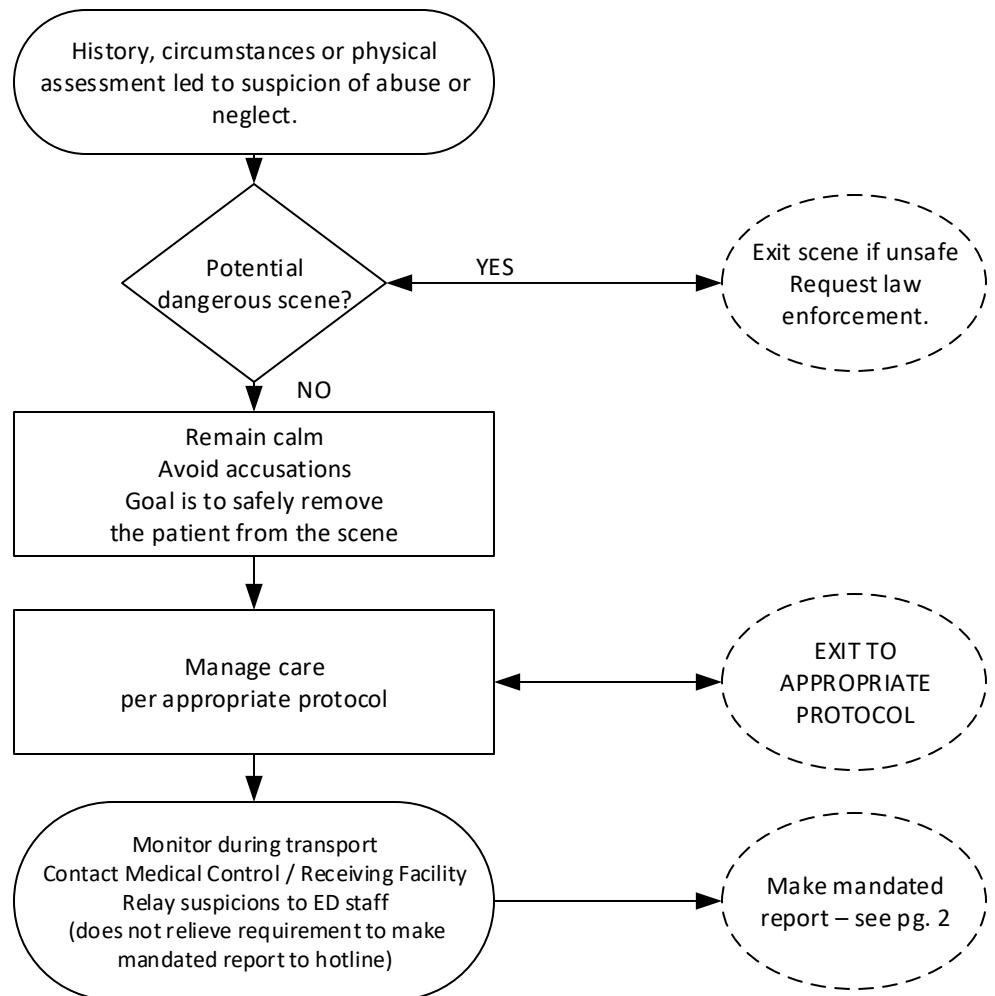 History, circumstances or physical
assessment led to suspicion of abuse or
neglect.
Potential
dangerous scene?
YES
Exit scene if unsafe
Request law
enforcement.
NO
Remain calm
Avoid accusations
Goal is to safely remove
the patient from the scene
Manage care
per appropriate protocol
EXIT TO
APPROPRIATE
PROTOCOL
Monitor during transport
Contact Medical Control / Receiving Facility
Relay suspicions to ED staff
(does not relieve requirement to make
mandated report to hotline)
Make mandated
report – see pg. 2